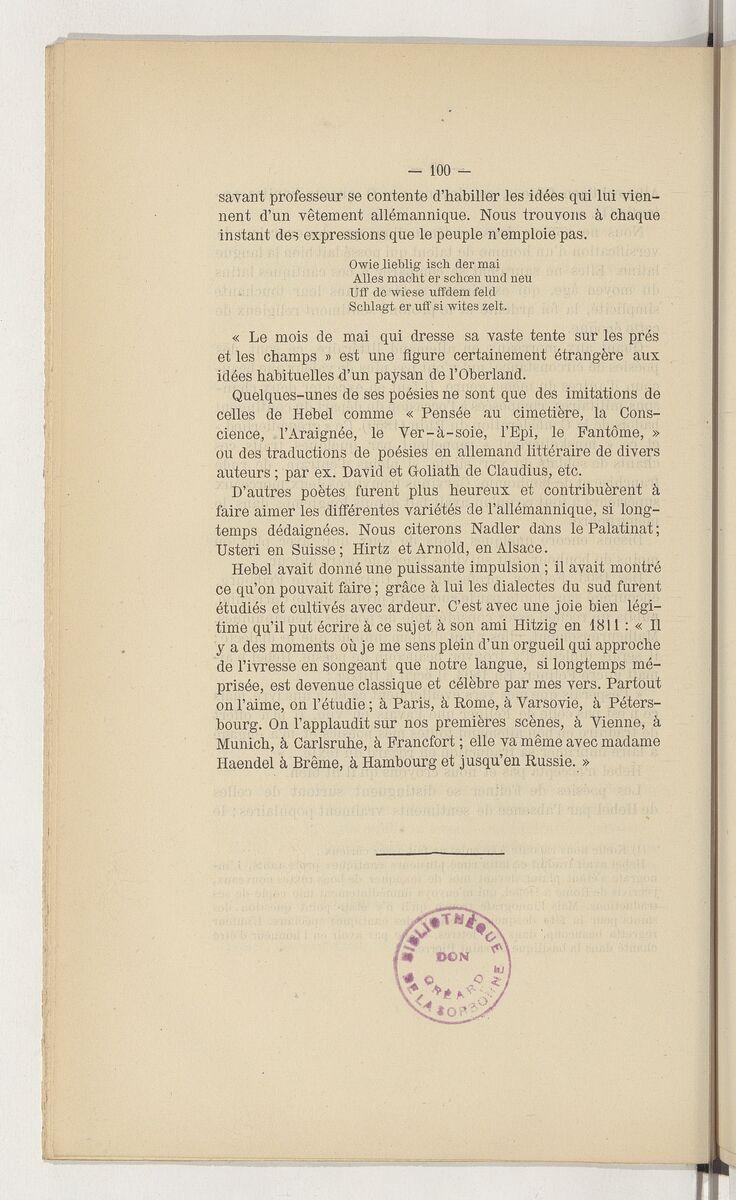 — 100 —
savant professeur se contente d'habiller les idées qui lui vien-
nent d'un vêtement allémannique. Nous trouvons à chaque
instant des expressions que le peuple n'emploie pas.
Owie lieblig isch der mai
Alles macht er schœn und neu
Uff de wiese uffdem feld
Schlagt er uff si wites zelt.
« Le mois de mai qui dresse sa vaste tente sur les prés
et les champs » est une figure certainement étrangère aux
idées habituelles d'un paysan de l'Oberland.
Quelques-unes de ses poésies ne sont que des imitations de
celles de Hebel comme « Pensée au cimetière, la Cons-
cience, l'Araignée, le Ver-à-soie, l'Epi, le Fantôme, »
ou des traductions de poésies en allemand littéraire de divers
auteurs ; par ex. David et Goliath de Claudius, etc.
D'autres poètes furent plus heureux et contribuèrent à
faire aimer les différentes variétés de l'allémannique, si long-
temps dédaignées. Nous citerons Nadler dans le Palatinat ;
Usteri en Suisse ; Hirtz et Arnold, en Alsace.
Hebel avait donné une puissante impulsion ; il avait montré
ce qu'on pouvait faire ; grâce à lui les dialectes du sud furent
étudiés et cultivés avec ardeur. C'est avec une joie bien légi-
time qu'il put écrire à ce sujet à son ami Hitzig en 1811 : « Il
y a des moments où je me sens plein d'un orgueil qui approche
de l'ivresse en songeant que notre langue, si longtemps mé-
prisée, est devenue classique et célèbre par mes vers. Partout
on l'aime, on l'étudie ; à Paris, à Rome, à Varsovie, à Péters-
bourg. On l'applaudit sur nos premières scènes, à Vienne, à
Munich, à Carlsruhe, à Francfort ; elle va même avec madame
Haendel à Brême, à Hambourg et jusqu'en Russie. »
BIBLIOTHÈQUE
DON
GRÉARD
DE LA SORBONNE